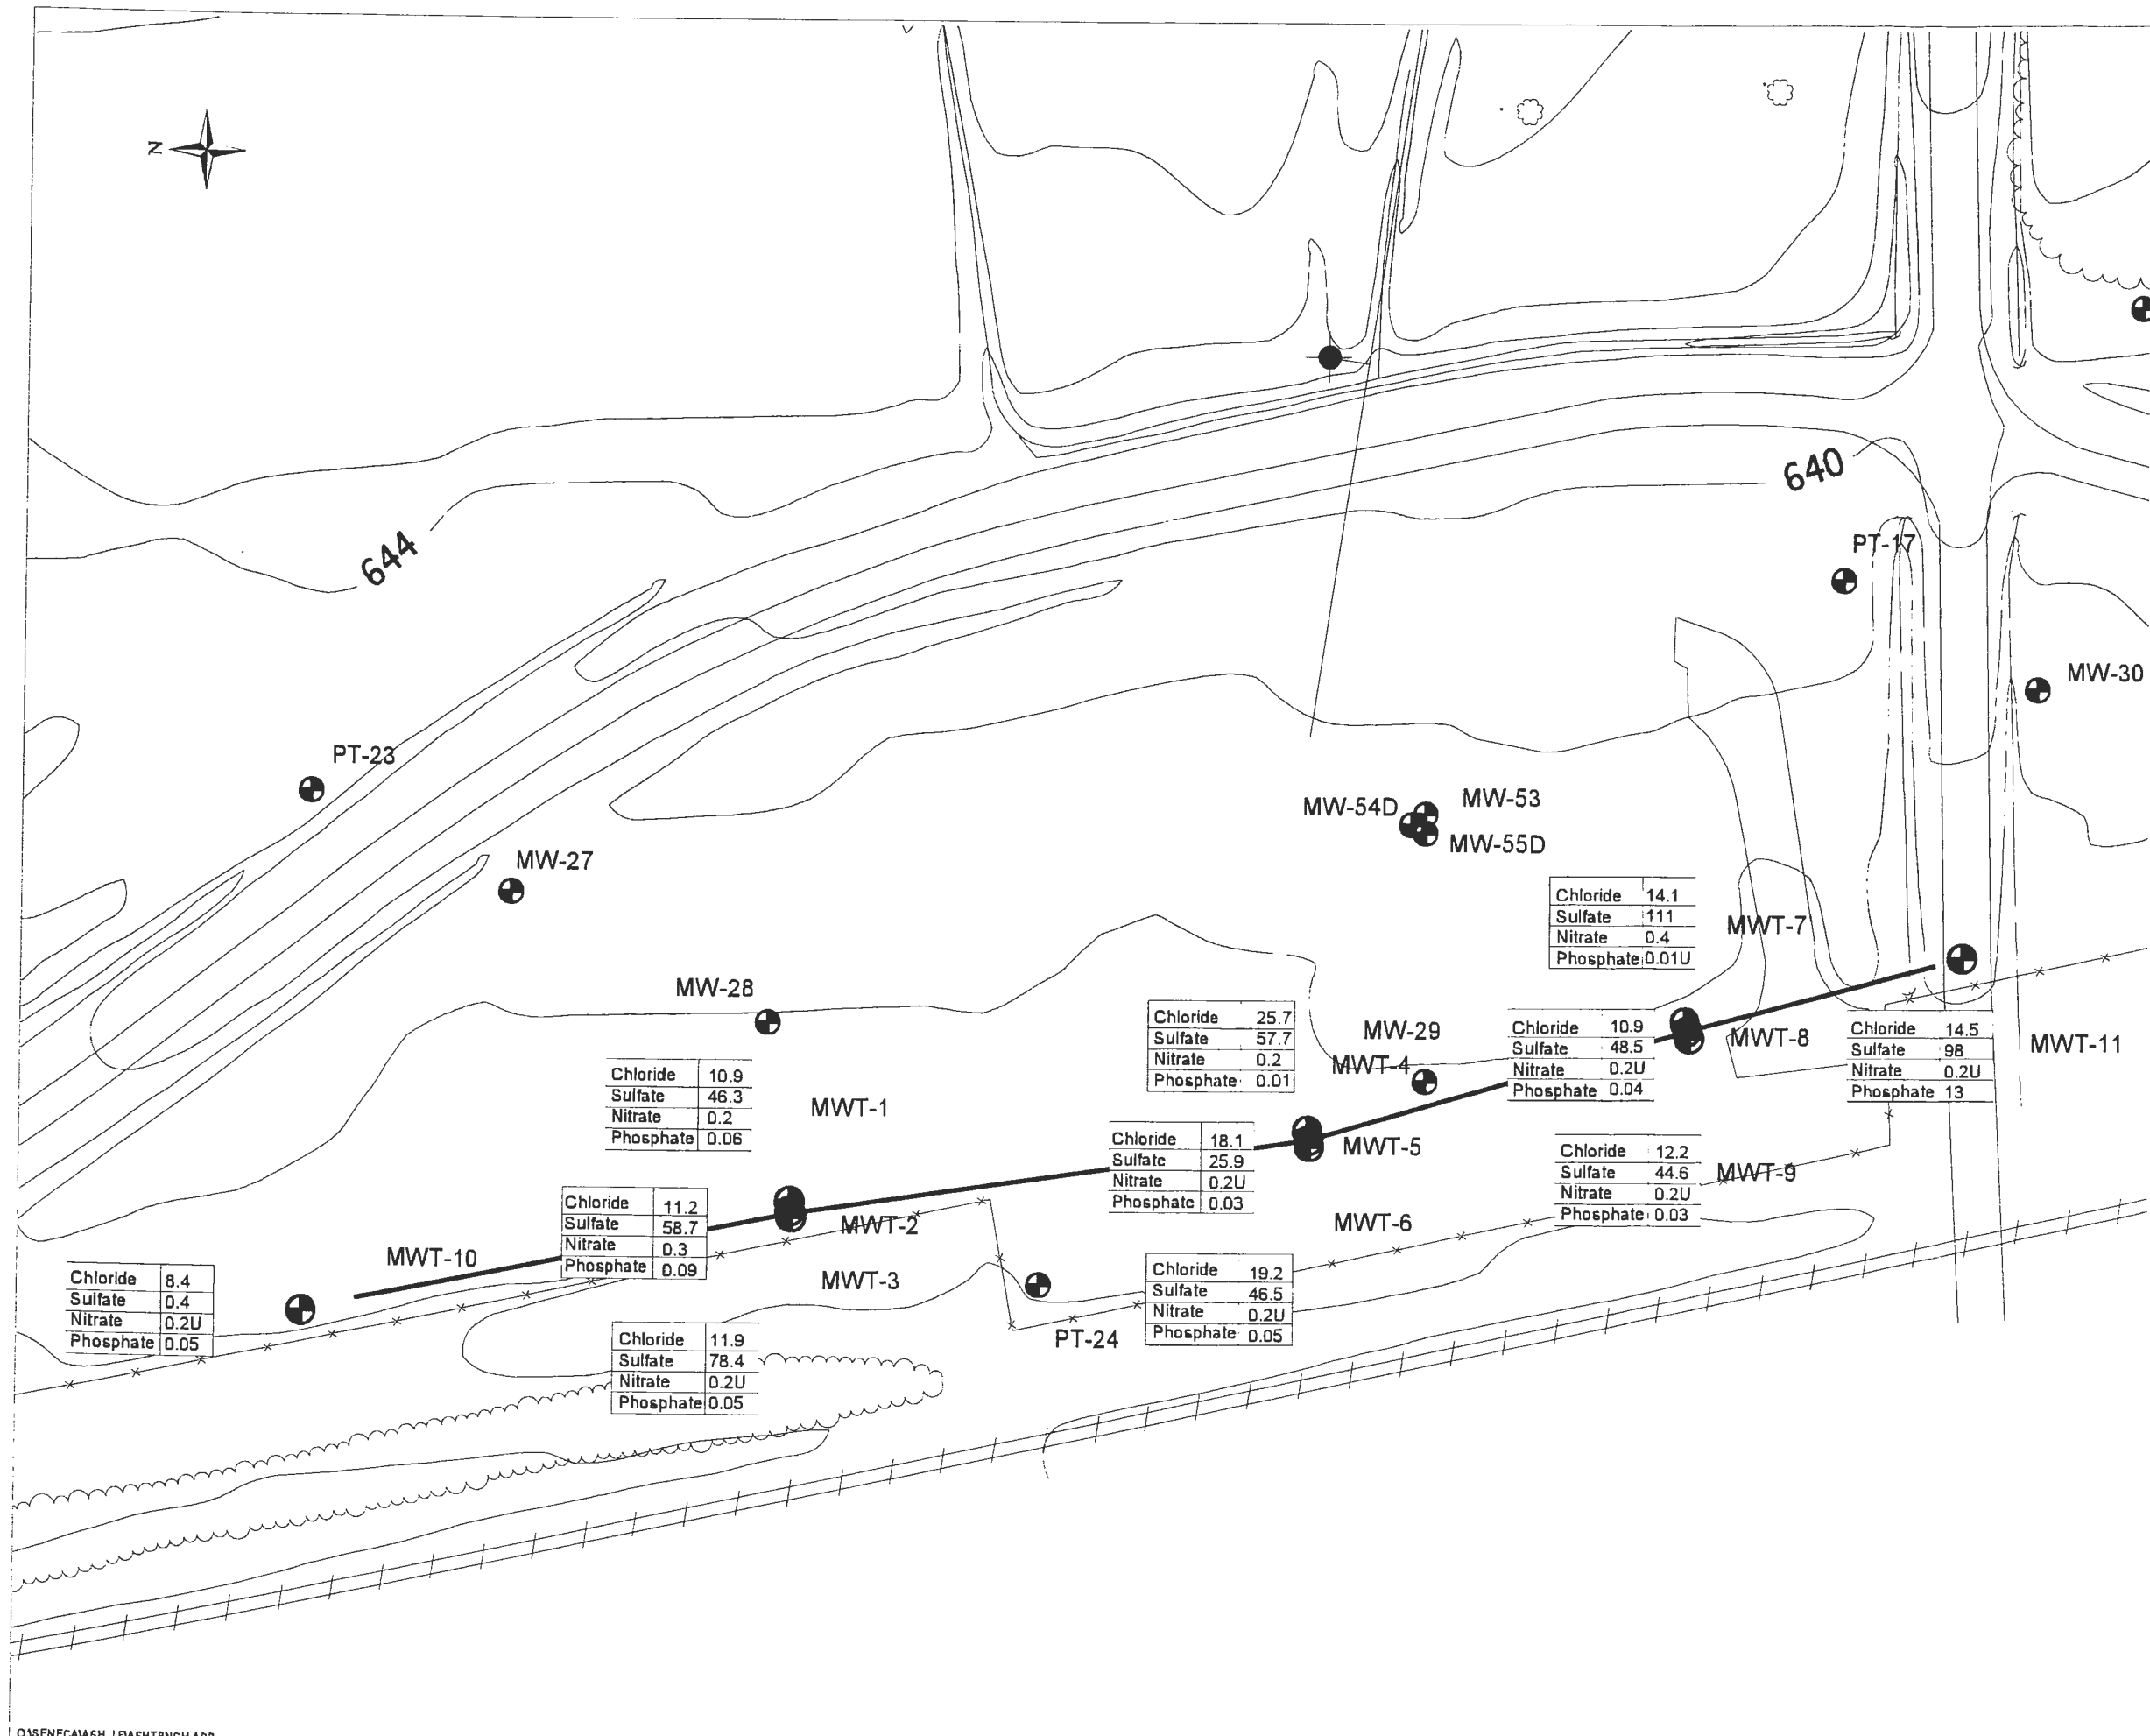 N
640
644
PT-17
MW-30
PT-23
MW-54D
MW-53
MW-55D
MW-27
Chloride 14.1
Sulfate 111
Nitrate 0.4
Phosphate 0.01U
MWT-7
MW-28
Chloride 25.7
Sulfate 57.7
Nitrate 0.2
Phosphate 0.01
MW-29
MWT-4
Chloride 10.9
Sulfate 48.5
Nitrate 0.2U
Phosphate 0.04
MWT-8
Chloride 14.5
Sulfate 98
Nitrate 0.2U
Phosphate 13
MWT-11
Chloride 10.9
Sulfate 46.3
Nitrate 0.2
Phosphate 0.06
MWT-1
Chloride 18.1
Sulfate 25.9
Nitrate 0.2U
Phosphate 0.03
MWT-5
Chloride 12.2
Sulfate 44.6
Nitrate 0.2U
Phosphate 0.03
MWT-9
Chloride 11.2
Sulfate 58.7
Nitrate 0.3
Phosphate 0.09
MWT-2
MWT-6
MWT-10
Chloride 8.4
Sulfate 0.4
Nitrate 0.2U
Phosphate 0.05
MWT-3
Chloride 19.2
Sulfate 46.5
Nitrate 0.2U
Phosphate 0.05
PT-24
Chloride 11.9
Sulfate 78.4
Nitrate 0.2U
Phosphate 0.05